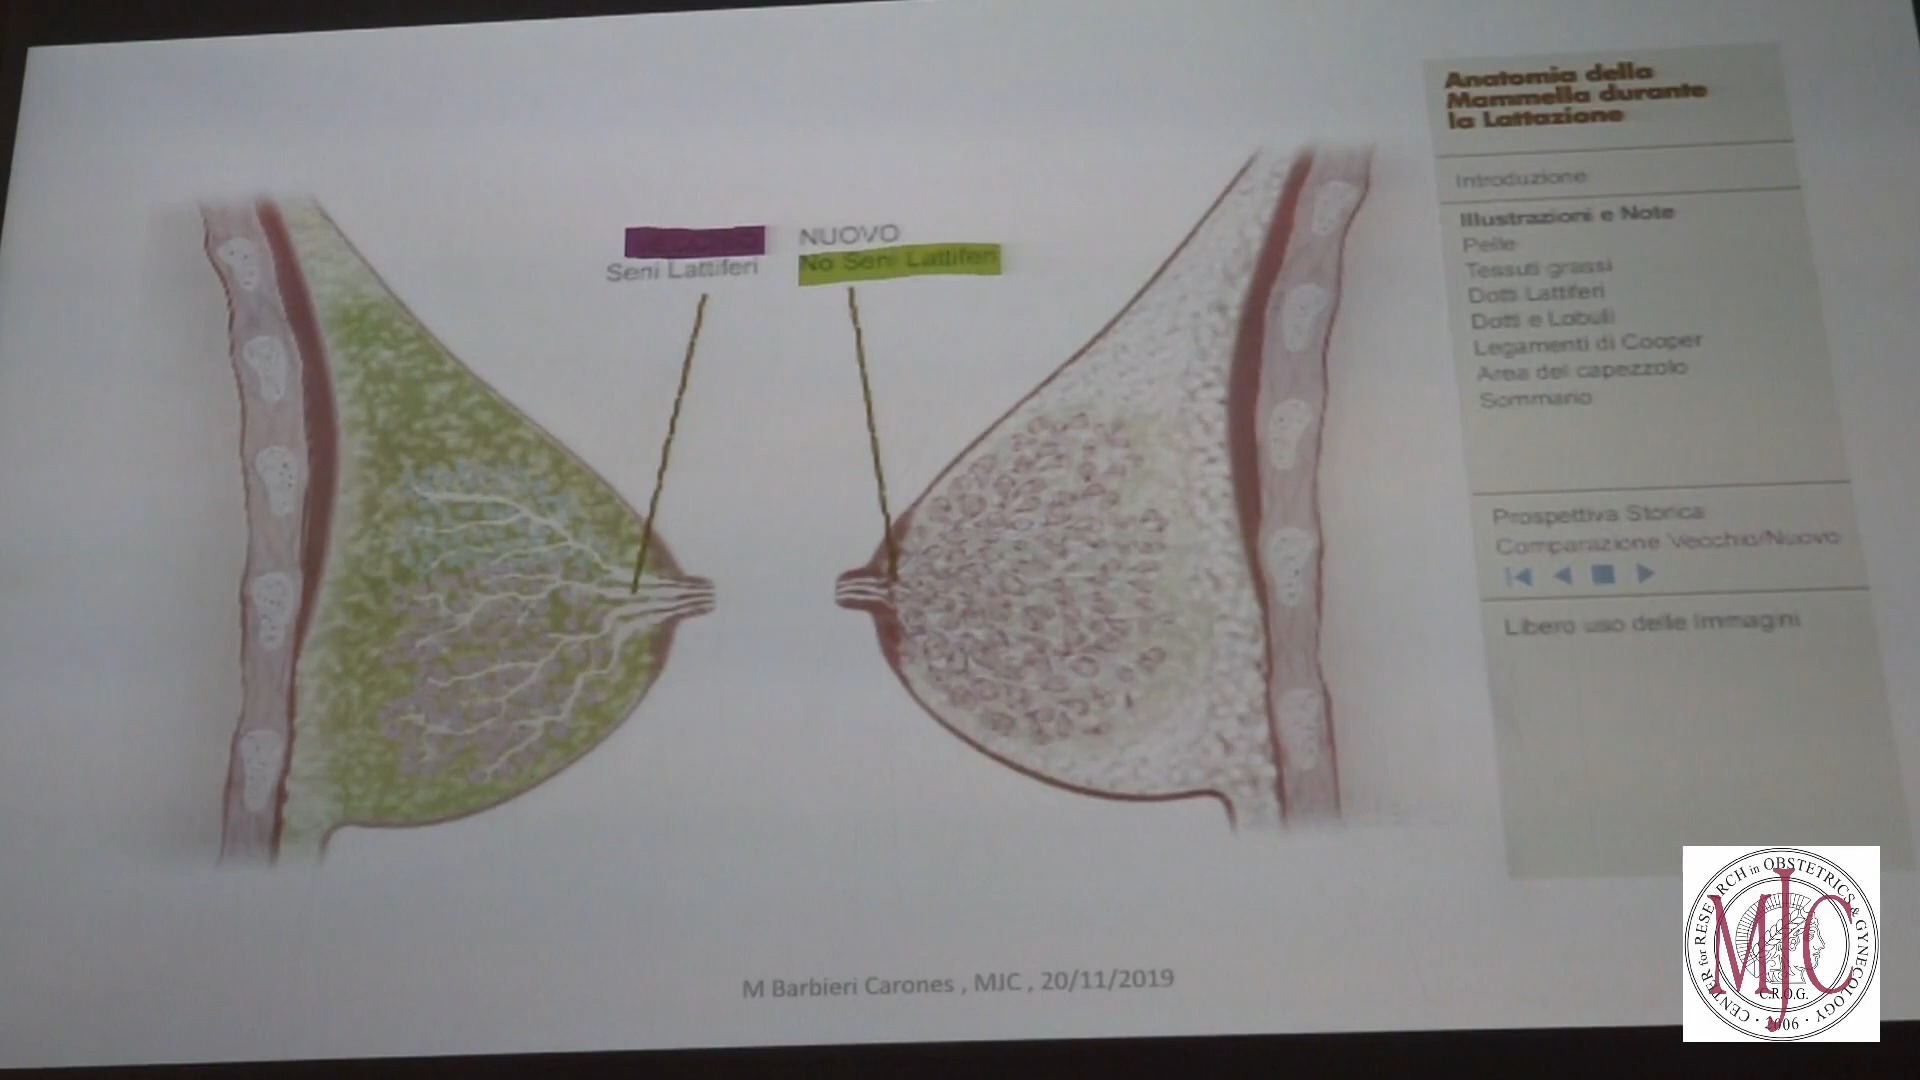 Seni Lattiferi
NUOVO
No Seni Lattiferi
Anatomia della
Mammella durante
la Lattazione
Introduzione
Illustrazioni e Note
Pelle
Tessuti grassi
Dotti Lattiferi
Dotti e Lobuli
Legamenti di Cooper
Area del capezzolo
Sommario
Prospettiva Storica
Comparazione Vecchio/Nuovo
Libero uso delle Immagini
M Barbieri Carones , MJC , 20/11/2019
CENTER for RESEARCH in OBSTETRICS & GYNECOLOGY
MJC
C.R.O.G.
· 2006 ·